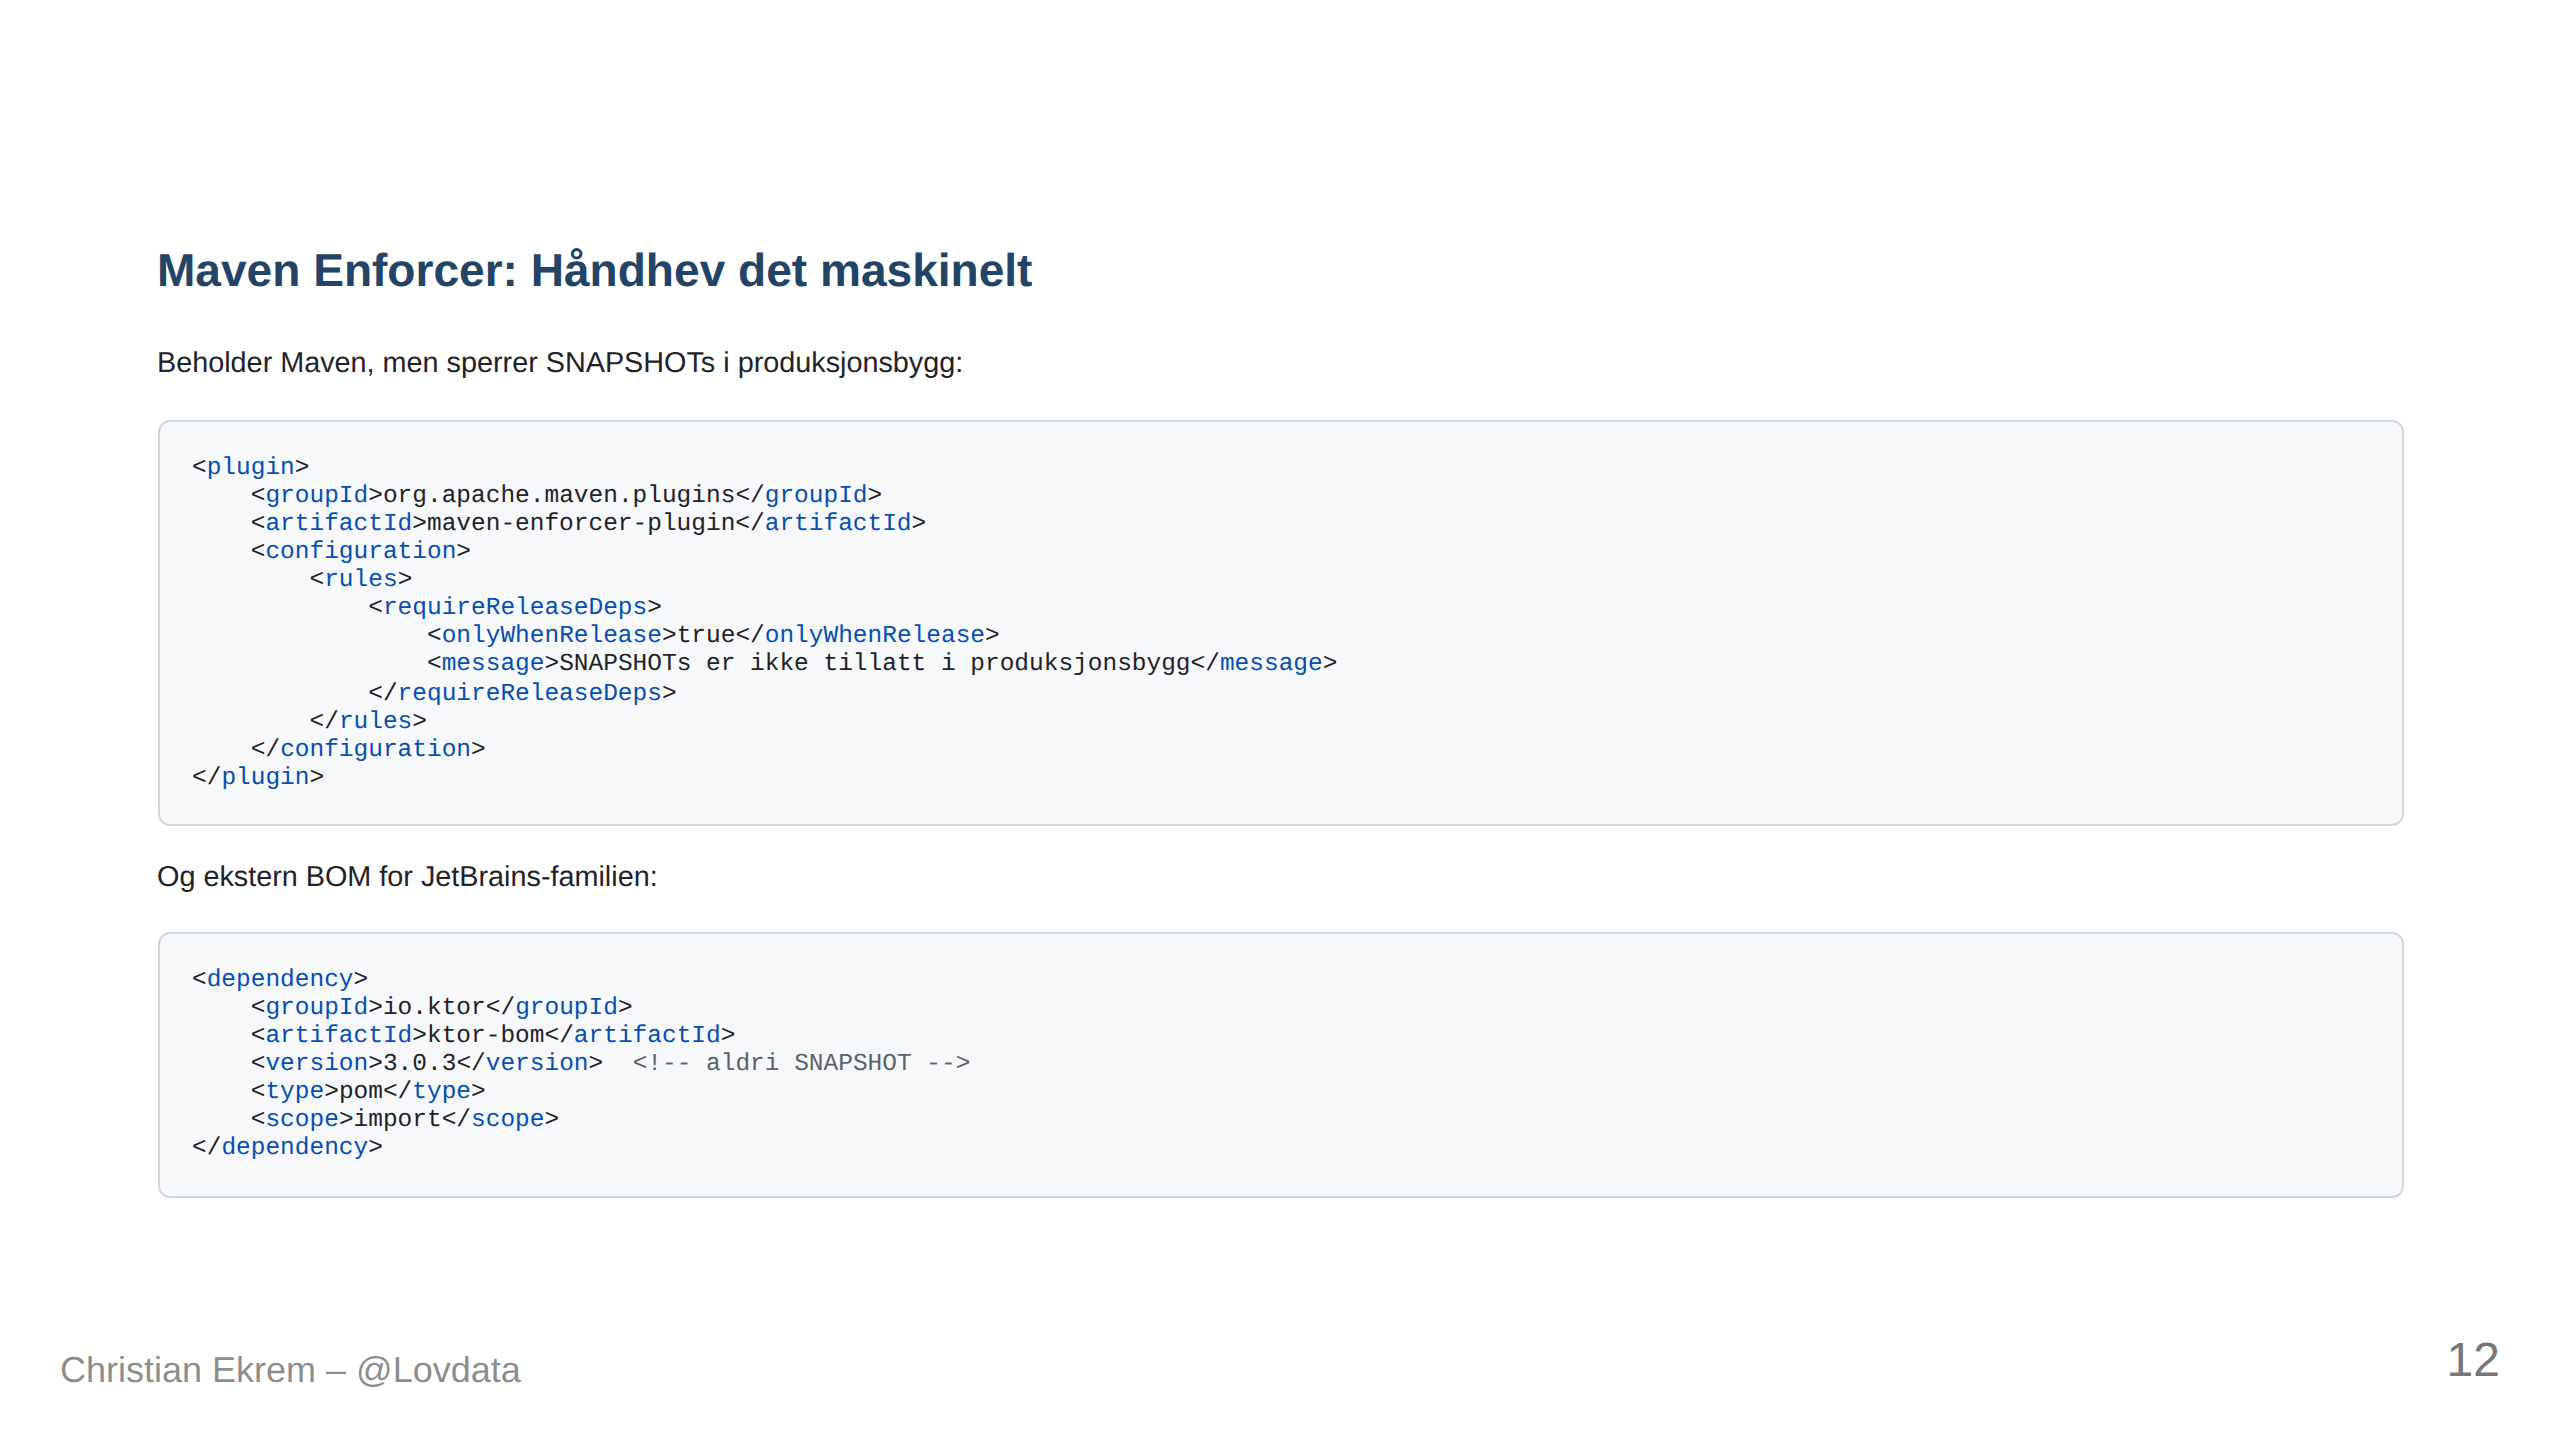 Maven Enforcer: Håndhev det maskinelt
Beholder Maven, men sperrer SNAPSHOTs i produksjonsbygg:
<plugin>
    <groupId>org.apache.maven.plugins</groupId>
    <artifactId>maven-enforcer-plugin</artifactId>
    <configuration>
        <rules>
            <requireReleaseDeps>
                <onlyWhenRelease>true</onlyWhenRelease>
                <message>SNAPSHOTs er ikke tillatt i produksjonsbygg</message>
            </requireReleaseDeps>
        </rules>
    </configuration>
</plugin>
Og ekstern BOM for JetBrains-familien:
<dependency>
    <groupId>io.ktor</groupId>
    <artifactId>ktor-bom</artifactId>
    <version>3.0.3</version>  <!-- aldri SNAPSHOT -->
    <type>pom</type>
    <scope>import</scope>
</dependency>
Christian Ekrem – @Lovdata
12